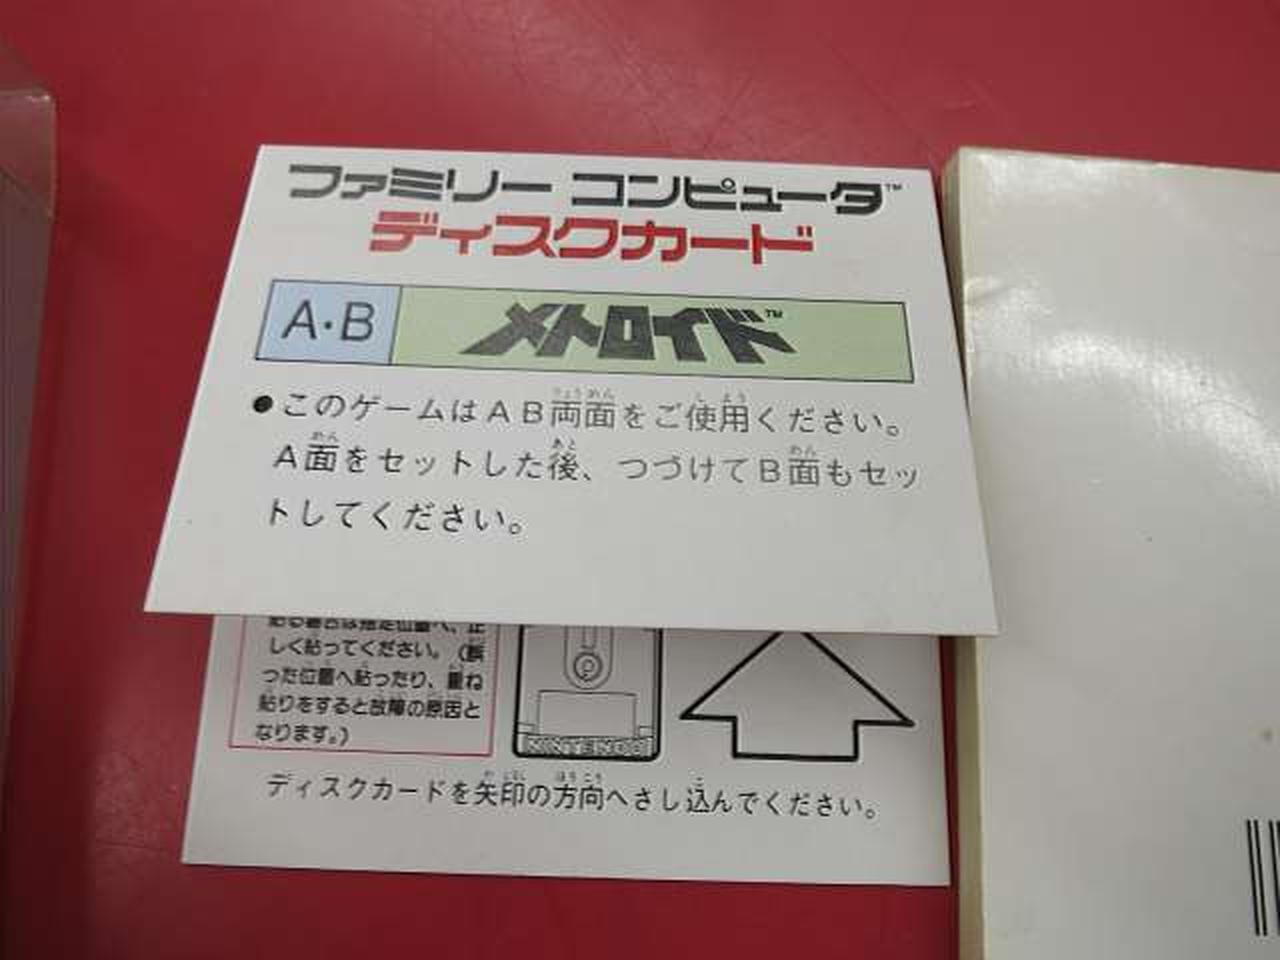 ファミリー コンピュータ™
ディスクカード
A・B メトロイド™
●このゲームはAB両面をご使用ください。
A面をセットした後、つづけてB面もセッ
トしてください。
しく貼ってください。(誤
った位置へ貼ったり、重ね
貼りをすると故障の原因と
なります。)
NINTENDO
ディスクカードを矢印の方向へさし込んでください。